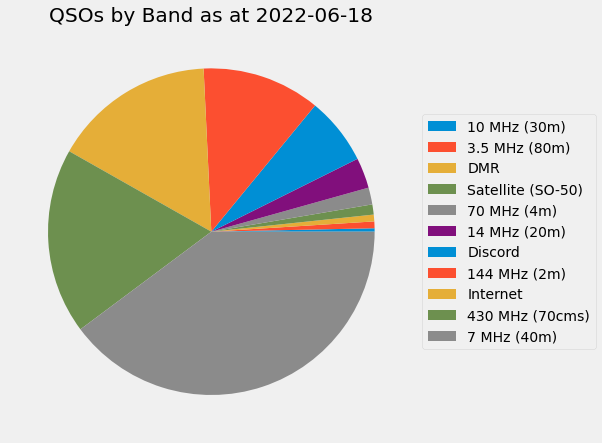 QSOs by Band as at 2022-06-18
10 MHz (30m)
3.5 MHz (80m)
DMR
Satellite (SO-50)
70 MHz (4m)
14 MHz (20m)
Discord
144 MHz (2m)
Internet
430 MHz (70cms)
7 MHz (40m)